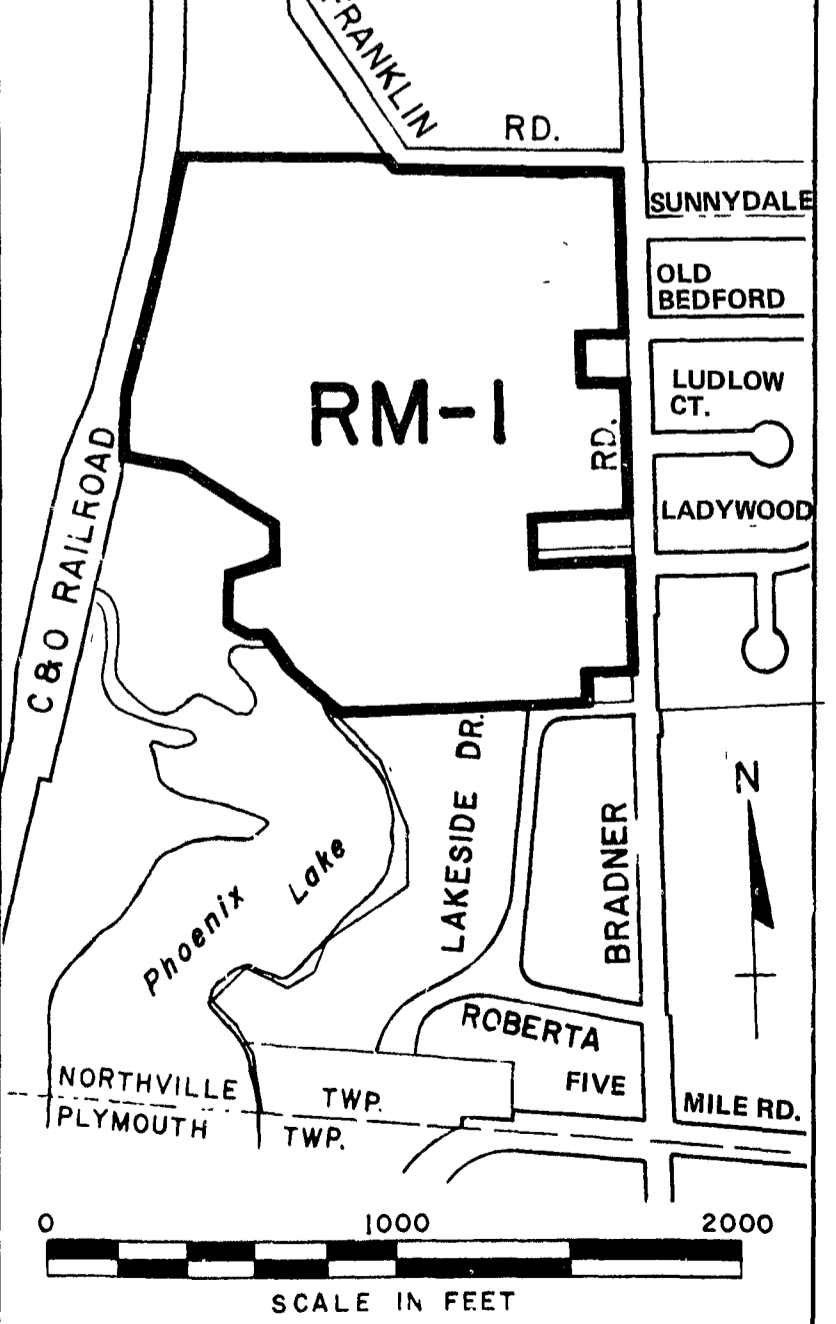 FRANKLIN
RD.
SUNNYDALE
OLD
BEDFORD
RM-1
LUDLOW
CT.
RD.
LADYWOOD
C&O RAILROAD
LAKESIDE DR.
N
BRADNER
Phoenix Lake
ROBERTA
FIVE
MILE RD.
NORTHVILLE TWP.
PLYMOUTH TWP.
0 1000 2000
SCALE IN FEET